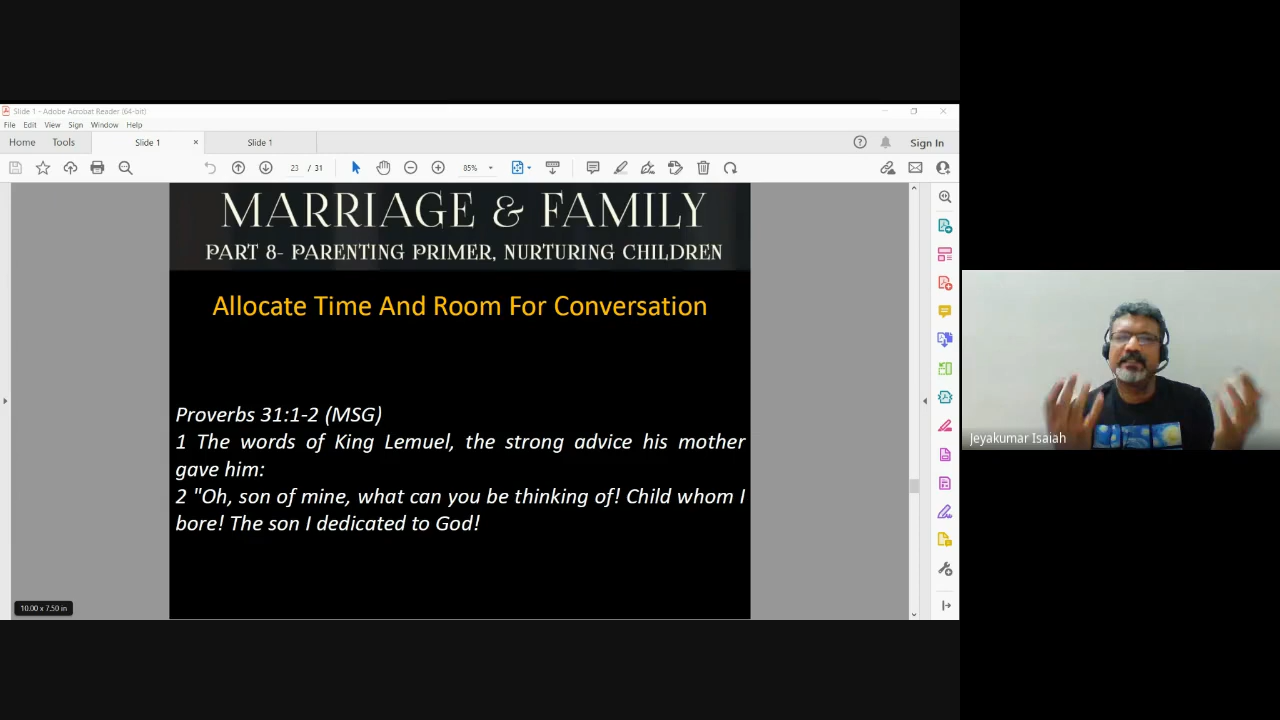 Slide 1 - Adobe Acrobat Reader (64-bit)
File Edit View Sign Window Help
Home Tools Slide 1 × Slide 1 Sign In
23 / 31 85%
MARRIAGE & FAMILY
PART 8- PARENTING PRIMER, NURTURING CHILDREN
Allocate Time And Room For Conversation
Proverbs 31:1-2 (MSG)
1 The words of King Lemuel, the strong advice his mother
gave him:
2 "Oh, son of mine, what can you be thinking of! Child whom I
bore! The son I dedicated to God!
10.00 x 7.50 in
Jeyakumar Isaiah